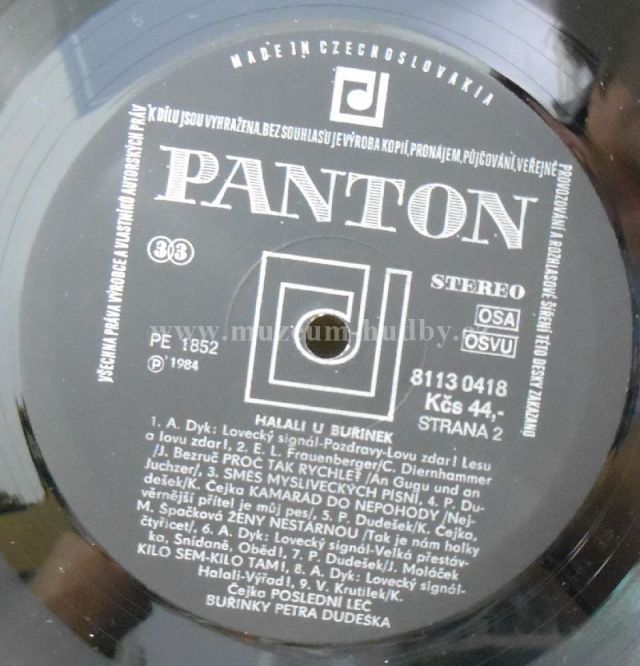 MADE IN CZECHOSLOVAKIA
VŠECHNA PRÁVA VÝROBCE A VLASTNÍKŮ AUTORSKÝCH PRÁV
K DÍLU JSOU VYHRAŽENA. BEZ SOUHLASU JE VÝROBA KOPIÍ, PRONÁJEM, PŮJČOVÁNÍ, VEŘEJNÉ
PROVOZOVÁNÍ A ROZHLASOVÉ ŠÍŘENÍ TÉTO DESKY ZAKÁZÁNO
PANTON
33
STEREO
OSA
OSVU
PE 1852
Ⓟ 1984
81130418
Kčs 44,-
STRANA 2
www.muzeum-hudby.cz
HALALI U BUŘINEK
1. A. Dyk: Lovecký signál-Pozdravy-Lovu zdar! Lesu
a lovu zdar!, 2. E. L. Frauenberger/C. Diernhammer
/J. Bezruč PROČ TAK RYCHLE? /An Gugu und an
Juchzer/, 3. SMĚS MYSLIVECKÝCH PÍSNÍ, 4. P. Du-
dešek/K. Čejka KAMARÁD DO NEPOHODY /Nej-
věrnější přítel je můj pes/, 5. P. Dudešek/K. Čejka,
M. Špačková ŽENY NESTÁRNOU /Tak je nám holky
čtyřicet/, 6. A. Dyk: Lovecký signál-Velká přestáv-
ka, Snídaně, Oběd!, 7. P. Dudešek/J. Moláček
KILO SEM-KILO TAM!, 8. A. Dyk: Lovecký signál-
Halali-Výřad!, 9. V. Krutílek/K.
Čejka POSLEDNÍ LEČ
BUŘINKY PETRA DUDEŠKA